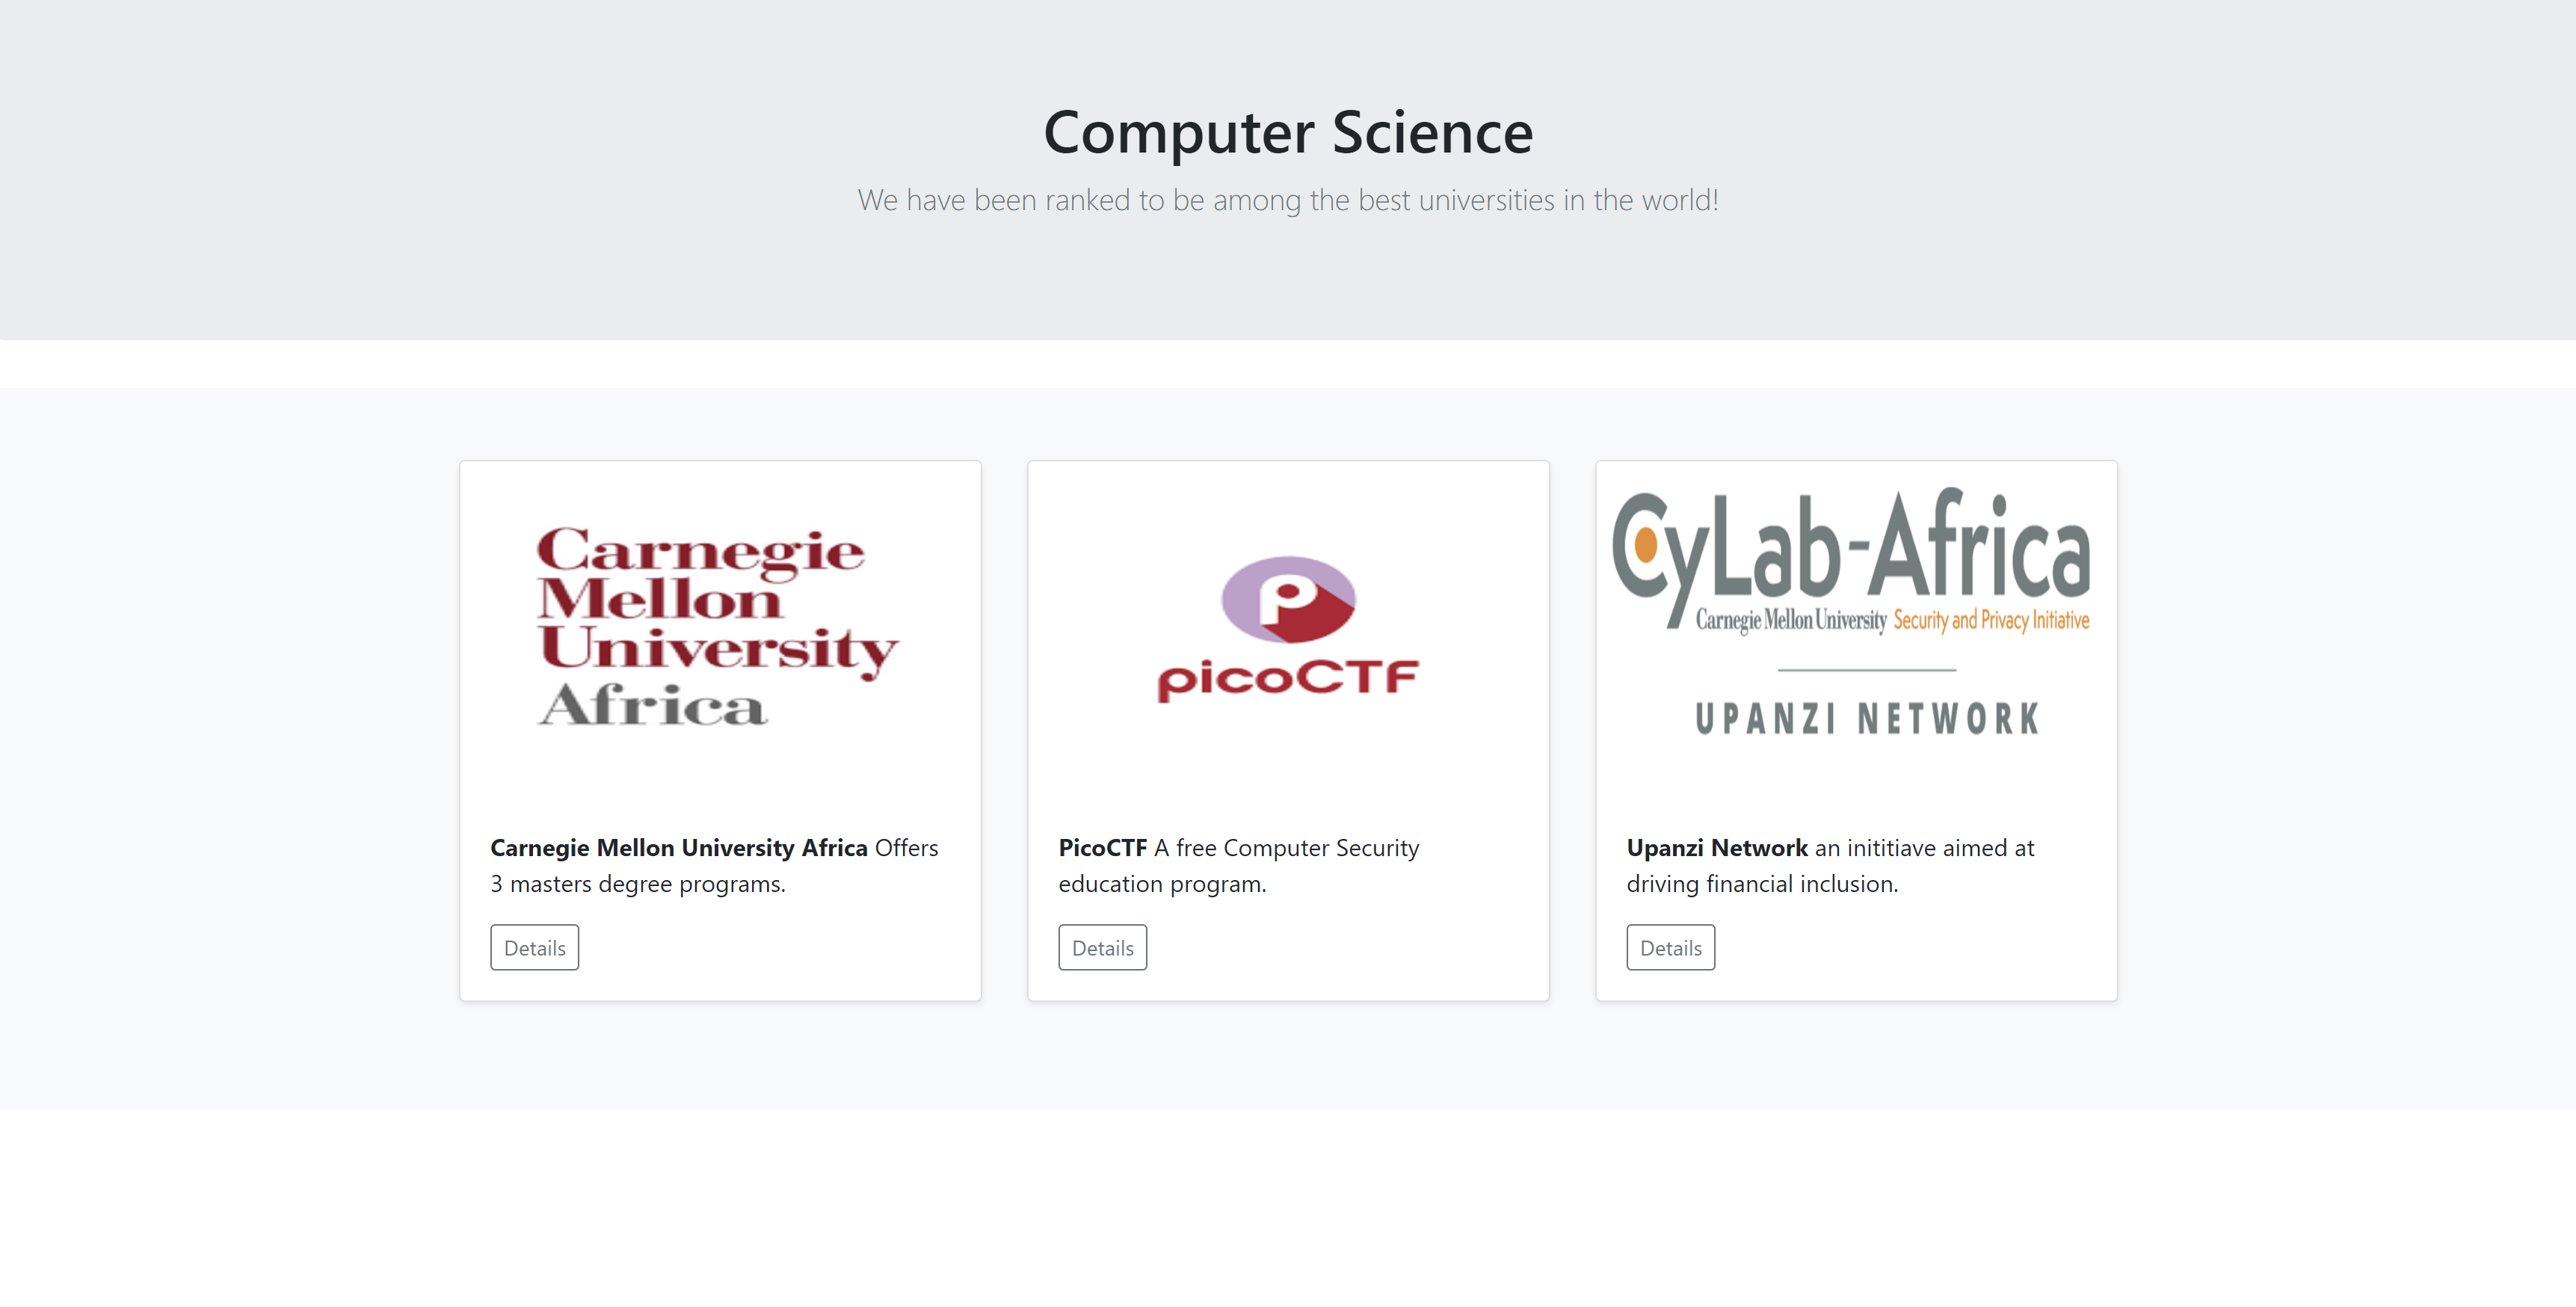 Computer Science
We have been ranked to be among the best universities in the world!
Carnegie
Mellon
University
Africa
Carnegie Mellon University Africa Offers
3 masters degree programs.
Details
P
picoCTF
PicoCTF A free Computer Security
education program.
Details
CyLab-Africa
Carnegie Mellon University Security and Privacy Initiative
UPANZI NETWORK
Upanzi Network an inititiave aimed at
driving financial inclusion.
Details